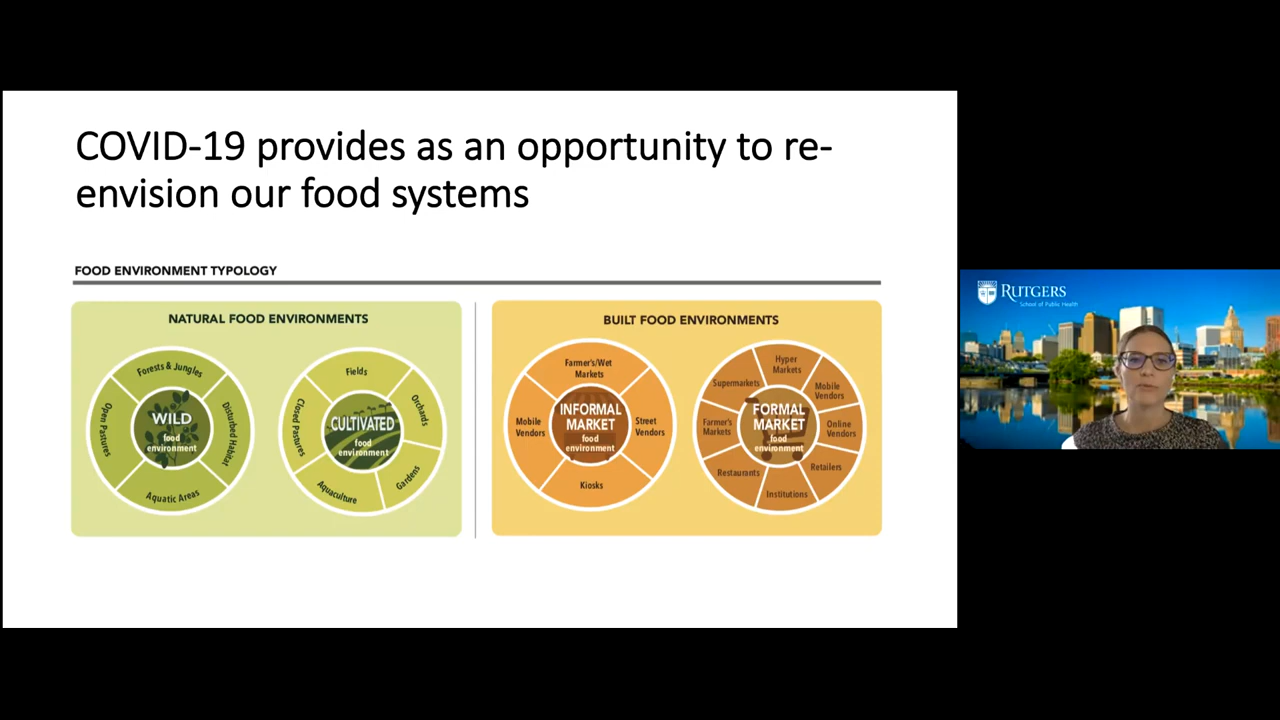 COVID-19 provides as an opportunity to re-
envision our food systems
FOOD ENVIRONMENT TYPOLOGY
NATURAL FOOD ENVIRONMENTS
Forests & Jungles
Open Pastures
WILD
food
environment
Disturbed Habitat
Aquatic Areas
Fields
Closed Pastures
CULTIVATED
food
environment
Orchards
Aquaculture
Gardens
BUILT FOOD ENVIRONMENTS
Farmer's/Wet
Markets
Mobile
Vendors
INFORMAL
MARKET
food
environment
Street
Vendors
Kiosks
Hyper
Markets
Supermarkets
Mobile
Vendors
Farmer's
Markets
FORMAL
MARKET
food
environment
Online
Vendors
Restaurants
Retailers
Institutions
RUTGERS
School of Public Health